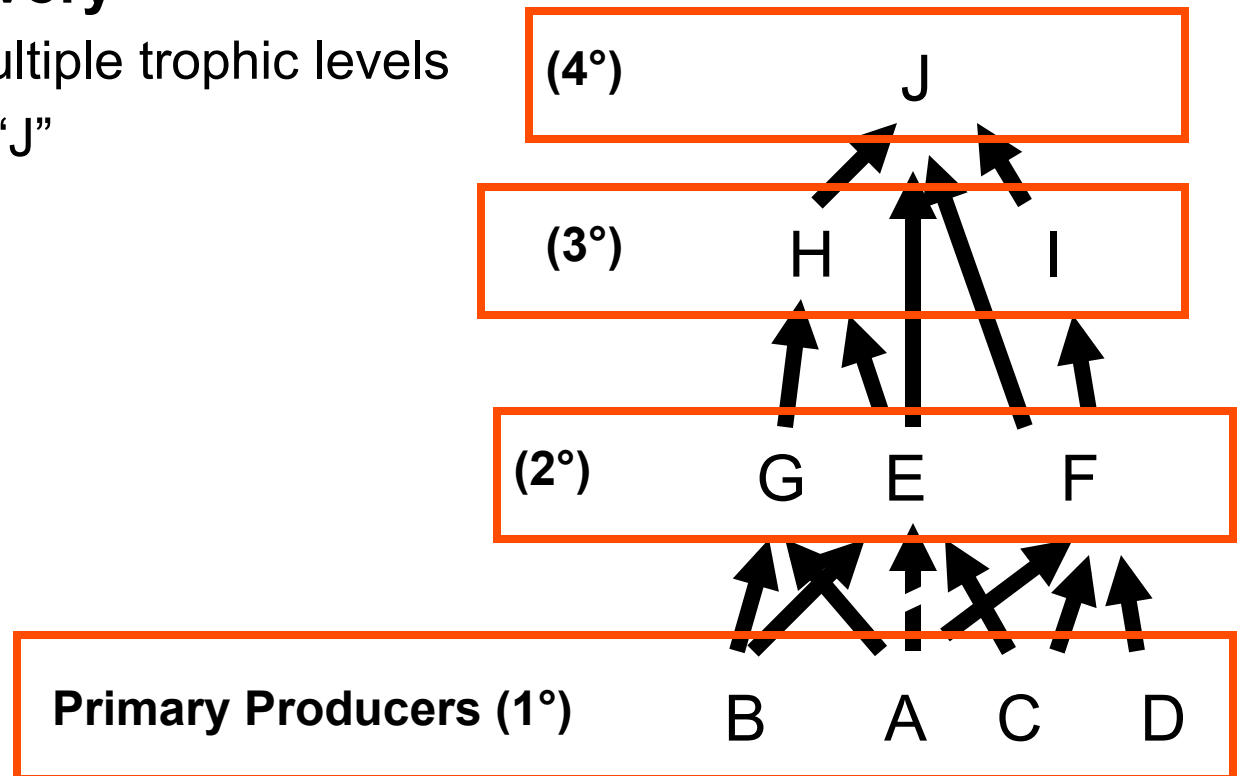 ultiple trophic levels
“J”
(4°) J
(3°) H I
(2°) G E F
Primary Producers (1°) B A C D